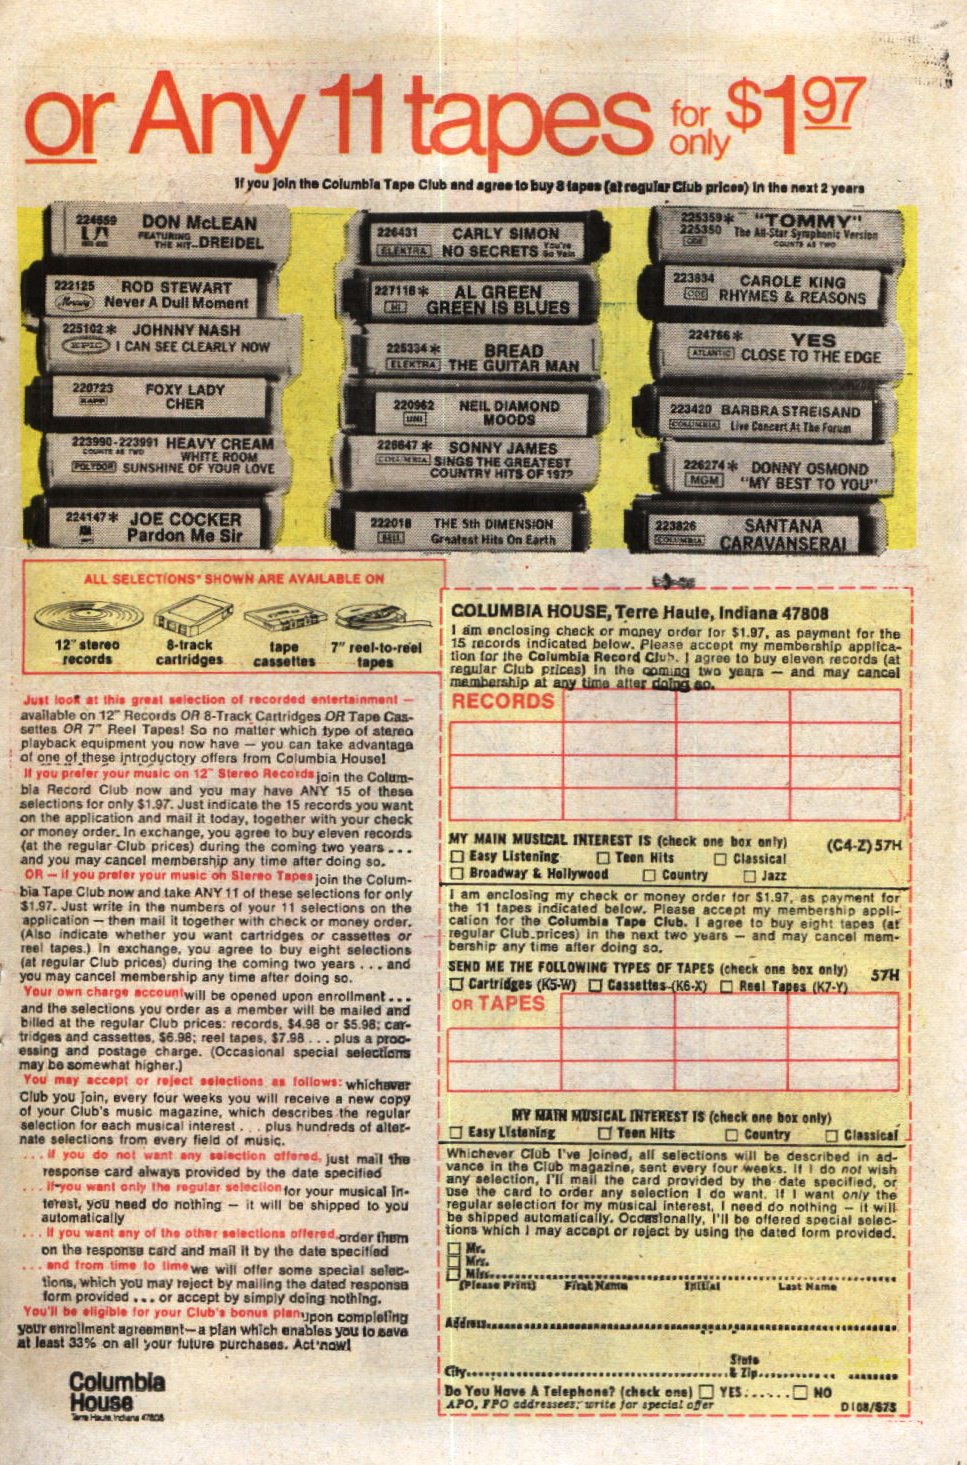 or Any 11 tapes for only $1.97
If you join the Columbia Tape Club and agree to buy 8 tapes (at regular Club prices) in the next 2 years
224659 DON McLEAN
UA FEATURING THE HIT...DREIDEL
222125 ROD STEWART
Mercury Never A Dull Moment
225102* JOHNNY NASH
EPIC I CAN SEE CLEARLY NOW
220723 FOXY LADY
KAPP CHER
223990-223991 HEAVY CREAM
COUNTS AS TWO WHITE ROOM
POLYDOR SUNSHINE OF YOUR LOVE
224147* JOE COCKER
Pardon Me Sir
226431 CARLY SIMON
ELEKTRA NO SECRETS You're So Vain
227116* AL GREEN
HI GREEN IS BLUES
225334* BREAD
ELEKTRA THE GUITAR MAN
220962 NEIL DIAMOND
UNI MOODS
226647* SONNY JAMES
COLUMBIA SINGS THE GREATEST
COUNTRY HITS OF 1972
222018 THE 5th DIMENSION
BELL Greatest Hits On Earth
225359* "TOMMY"
225350 The All-Star Symphonic Version
ODE COUNTS AS TWO
223834 CAROLE KING
ODE RHYMES & REASONS
224766* YES
ATLANTIC CLOSE TO THE EDGE
223420 BARBRA STREISAND
COLUMBIA Live Concert At The Forum
226274* DONNY OSMOND
MGM "MY BEST TO YOU"
223826 SANTANA
COLUMBIA CARAVANSERAI
ALL SELECTIONS* SHOWN ARE AVAILABLE ON
12" stereo records
8-track cartridges
tape cassettes
7" reel-to-reel tapes
Just look at this great selection of recorded entertainment —
available on 12" Records OR 8-Track Cartridges OR Tape Cas-
settes OR 7" Reel Tapes! So no matter which type of stereo
playback equipment you now have — you can take advantage
of one of these introductory offers from Columbia House!
If you prefer your music on 12" Stereo Records join the Colum-
bia Record Club now and you may have ANY 15 of these
selections for only $1.97. Just indicate the 15 records you want
on the application and mail it today, together with your check
or money order. In exchange, you agree to buy eleven records
(at the regular Club prices) during the coming two years . . .
and you may cancel membership any time after doing so.
OR — if you prefer your music on Stereo Tapes join the Colum-
bia Tape Club now and take ANY 11 of these selections for only
$1.97. Just write in the numbers of your 11 selections on the
application — then mail it together with check or money order.
(Also indicate whether you want cartridges or cassettes or
reel tapes.) In exchange, you agree to buy eight selections
(at regular Club prices) during the coming two years . . . and
you may cancel membership any time after doing so.
Your own charge account will be opened upon enrollment . . .
and the selections you order as a member will be mailed and
billed at the regular Club prices: records, $4.98 or $5.98; car-
tridges and cassettes, $6.98; reel tapes, $7.98 . . . plus a proc-
essing and postage charge. (Occasional special selections
may be somewhat higher.)
You may accept or reject selections as follows: whichever
Club you join, every four weeks you will receive a new copy
of your Club's music magazine, which describes the regular
selection for each musical interest . . . plus hundreds of alter-
nate selections from every field of music.
. . . if you do not want any selection offered, just mail the
response card always provided by the date specified
. . . if you want only the regular selection for your musical in-
terest, you need do nothing — it will be shipped to you
automatically
. . . if you want any of the other selections offered, order them
on the response card and mail it by the date specified
. . . and from time to time we will offer some special selec-
tions, which you may reject by mailing the dated response
form provided . . . or accept by simply doing nothing.
You'll be eligible for your Club's bonus plan upon completing
your enrollment agreement—a plan which enables you to save
at least 33% on all your future purchases. Act now!
Columbia
House
Terre Haute, Indiana 47808
COLUMBIA HOUSE, Terre Haute, Indiana 47808
I am enclosing check or money order for $1.97, as payment for the
15 records indicated below. Please accept my membership applica-
tion for the Columbia Record Club. I agree to buy eleven records (at
regular Club prices) in the coming two years — and may cancel
membership at any time after doing so.
RECORDS
MY MAIN MUSICAL INTEREST IS (check one box only) (C4-Z) 57H
Easy Listening Teen Hits Classical
Broadway & Hollywood Country Jazz
I am enclosing my check or money order for $1.97, as payment for
the 11 tapes indicated below. Please accept my membership appli-
cation for the Columbia Tape Club. I agree to buy eight tapes (at
regular Club prices) in the next two years — and may cancel mem-
bership any time after doing so.
SEND ME THE FOLLOWING TYPES OF TAPES (check one box only) 57H
Cartridges (K5-W) Cassettes (K6-X) Reel Tapes (K7-Y)
OR TAPES
MY MAIN MUSICAL INTEREST IS (check one box only)
Easy Listening Teen Hits Country Classical
Whichever Club I've joined, all selections will be described in ad-
vance in the Club magazine, sent every four weeks. If I do not wish
any selection, I'll mail the card provided by the date specified, or
use the card to order any selection I do want. If I want only the
regular selection for my musical interest, I need do nothing — it will
be shipped automatically. Occasionally, I'll be offered special selec-
tions which I may accept or reject by using the dated form provided.
Mr.
Mrs.
Miss
(Please Print) First Name Initial Last Name
Address
State
City & Zip
Do You Have A Telephone? (check one) YES...... NO
APO, FPO addressees: write for special offer D108/S73